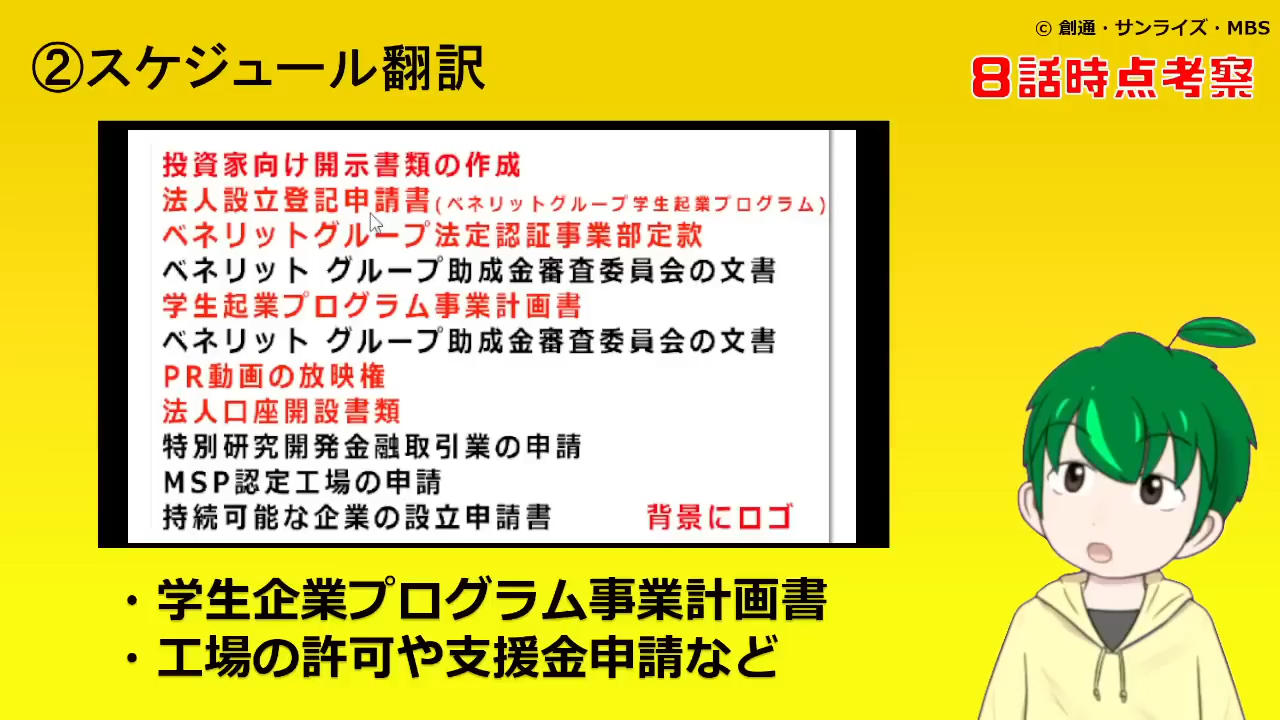 © 創通・サンライズ・MBS
②スケジュール翻訳
8話時点考察
投資家向け開示書類の作成
法人設立登記申請書(ベネリットグループ学生起業プログラム)
ベネリットグループ法定認証事業部定款
ベネリット グループ助成金審査委員会の文書
学生起業プログラム事業計画書
ベネリット グループ助成金審査委員会の文書
PR動画の放映権
法人口座開設書類
特別研究開発金融取引業の申請
MSP認定工場の申請
持続可能な企業の設立申請書
背景にロゴ
・学生企業プログラム事業計画書
・工場の許可や支援金申請など